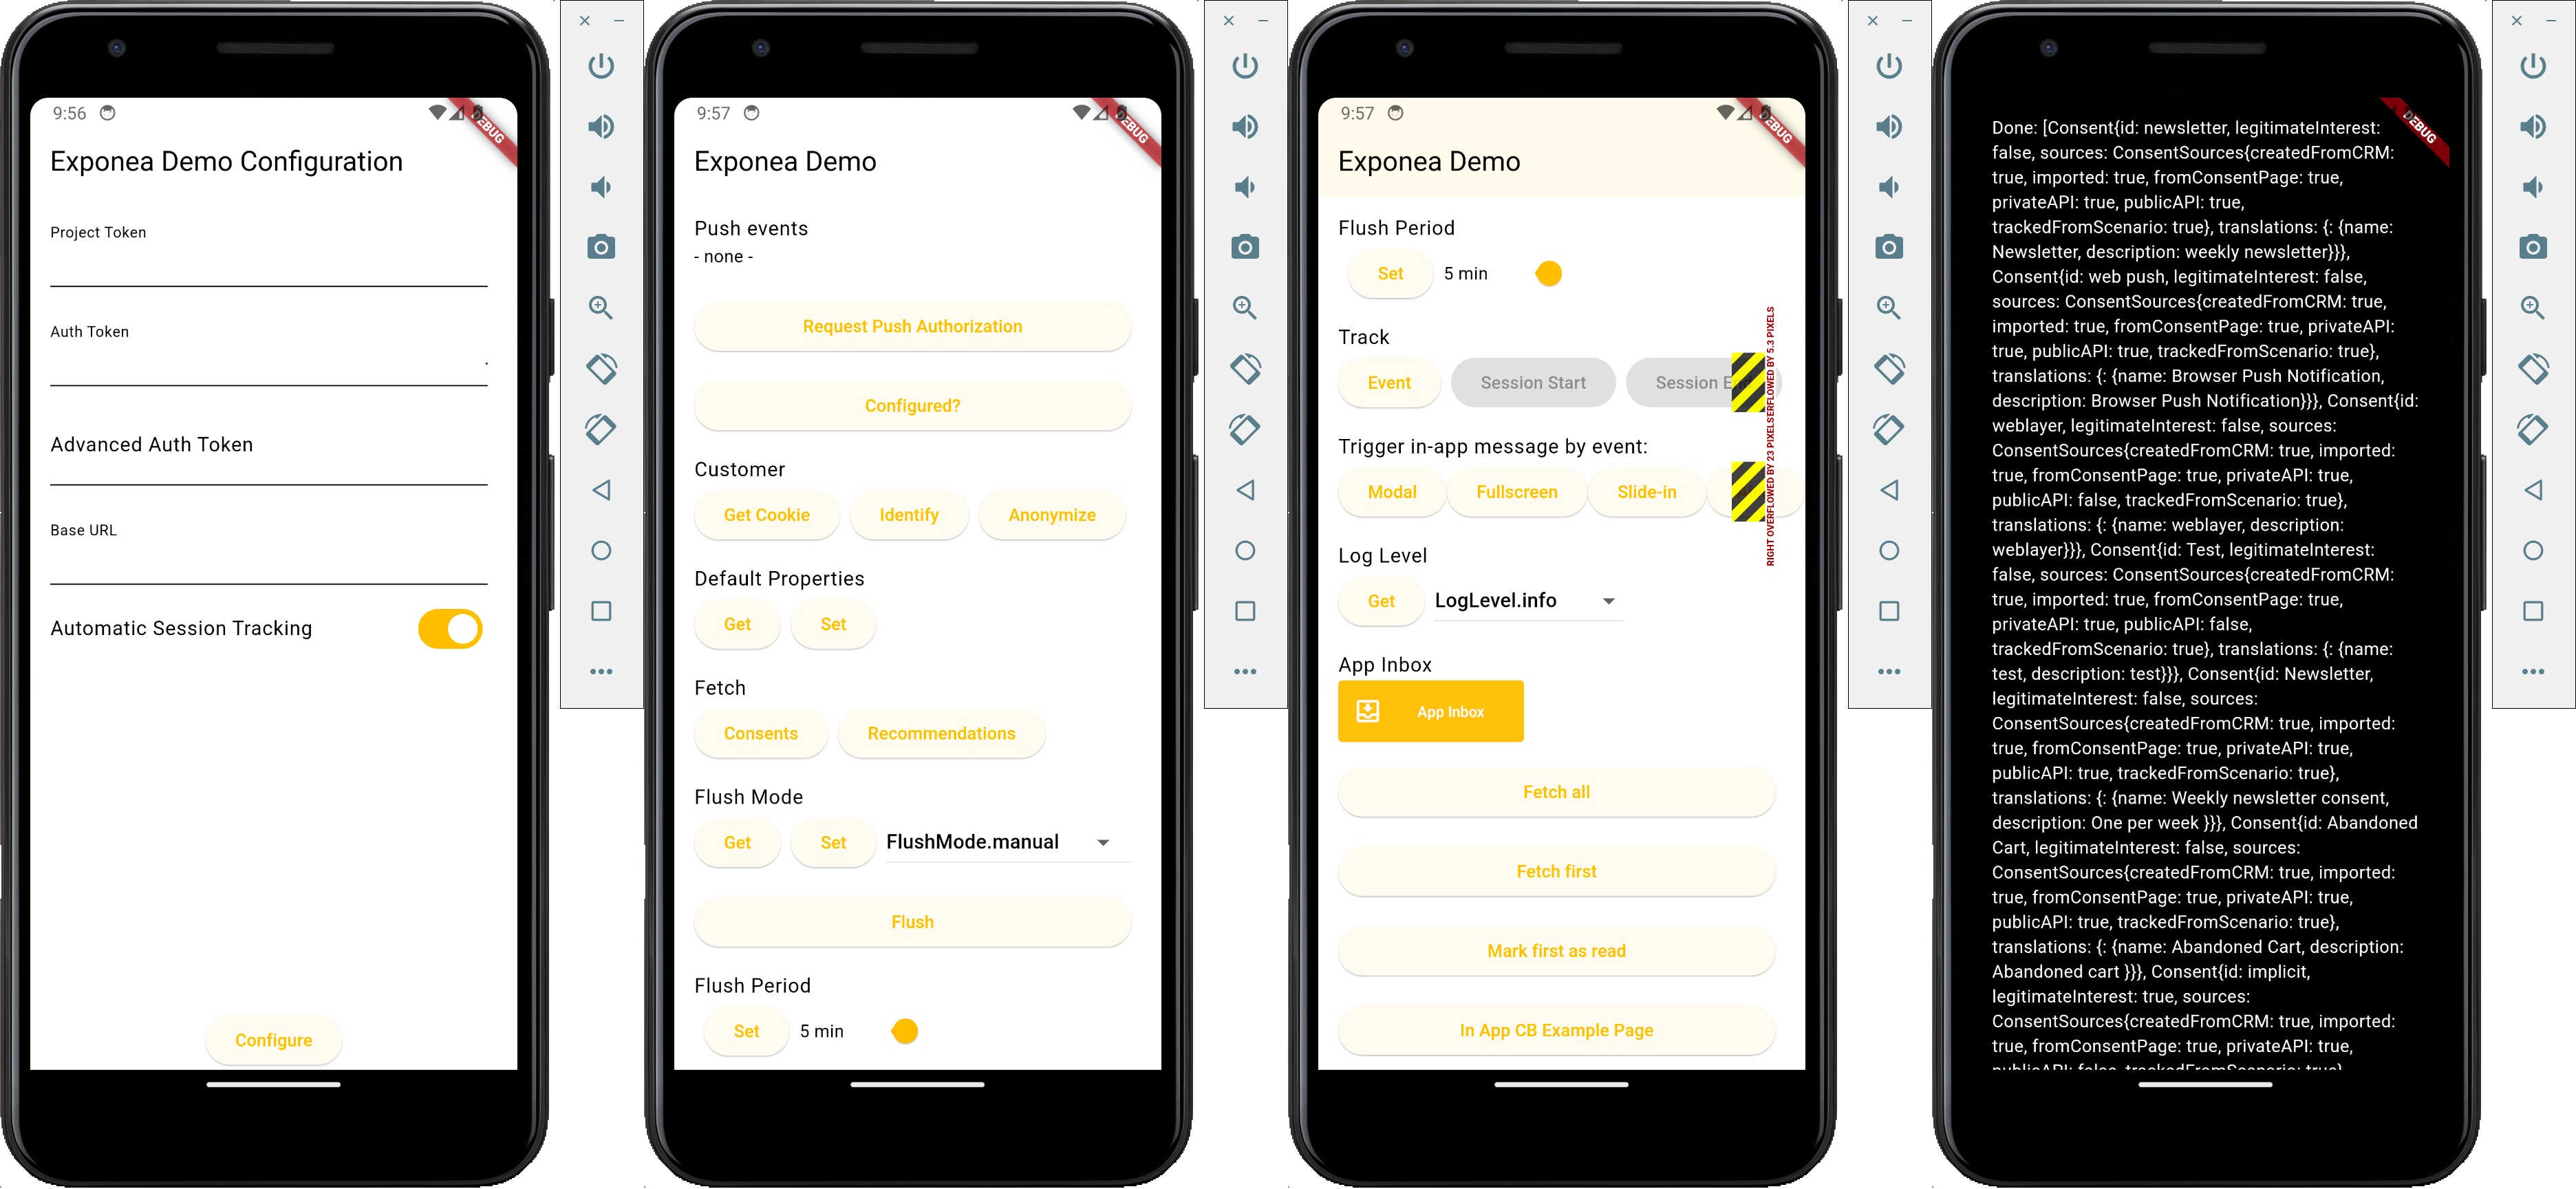 9:56
DEBUG
Exponea Demo Configuration
Project Token
Auth Token
.
Advanced Auth Token
Base URL
Automatic Session Tracking
Configure
9:57
DEBUG
Exponea Demo
Push events
- none -
Request Push Authorization
Configured?
Customer
Get Cookie Identify Anonymize
Default Properties
Get Set
Fetch
Consents Recommendations
Flush Mode
Get Set FlushMode.manual
Flush
Flush Period
Set 5 min
9:57
DEBUG
Exponea Demo
Flush Period
Set 5 min
Track
Event Session Start Session
FLOWED BY 5.3 PIXELS
Trigger in-app message by event:
Modal Fullscreen Slide-in
RIGHT OVERFLOWED BY 23 PIXELS
Log Level
Get LogLevel.info
App Inbox
App Inbox
Fetch all
Fetch first
Mark first as read
In App CB Example Page
DEBUG
Done: [Consent{id: newsletter, legitimateInterest:
false, sources: ConsentSources{createdFromCRM:
true, imported: true, fromConsentPage: true,
privateAPI: true, publicAPI: true,
trackedFromScenario: true}, translations: {: {name:
Newsletter, description: weekly newsletter}}},
Consent{id: web push, legitimateInterest: false,
sources: ConsentSources{createdFromCRM: true,
imported: true, fromConsentPage: true, privateAPI:
true, publicAPI: true, trackedFromScenario: true},
translations: {: {name: Browser Push Notification,
description: Browser Push Notification}}}, Consent{id:
weblayer, legitimateInterest: false, sources:
ConsentSources{createdFromCRM: true, imported:
true, fromConsentPage: true, privateAPI: true,
publicAPI: false, trackedFromScenario: true},
translations: {: {name: weblayer, description:
weblayer}}}, Consent{id: Test, legitimateInterest:
false, sources: ConsentSources{createdFromCRM:
true, imported: true, fromConsentPage: true,
privateAPI: true, publicAPI: false,
trackedFromScenario: true}, translations: {: {name:
test, description: test}}}, Consent{id: Newsletter,
legitimateInterest: false, sources:
ConsentSources{createdFromCRM: true, imported:
true, fromConsentPage: true, privateAPI: true,
publicAPI: true, trackedFromScenario: true},
translations: {: {name: Weekly newsletter consent,
description: One per week }}}, Consent{id: Abandoned
Cart, legitimateInterest: false, sources:
ConsentSources{createdFromCRM: true, imported:
true, fromConsentPage: true, privateAPI: true,
publicAPI: true, trackedFromScenario: true},
translations: {: {name: Abandoned Cart, description:
Abandoned cart }}}, Consent{id: implicit,
legitimateInterest: true, sources:
ConsentSources{createdFromCRM: true, imported:
true, fromConsentPage: true, privateAPI: true,
publicAPI: false, trackedFromScenario: true},